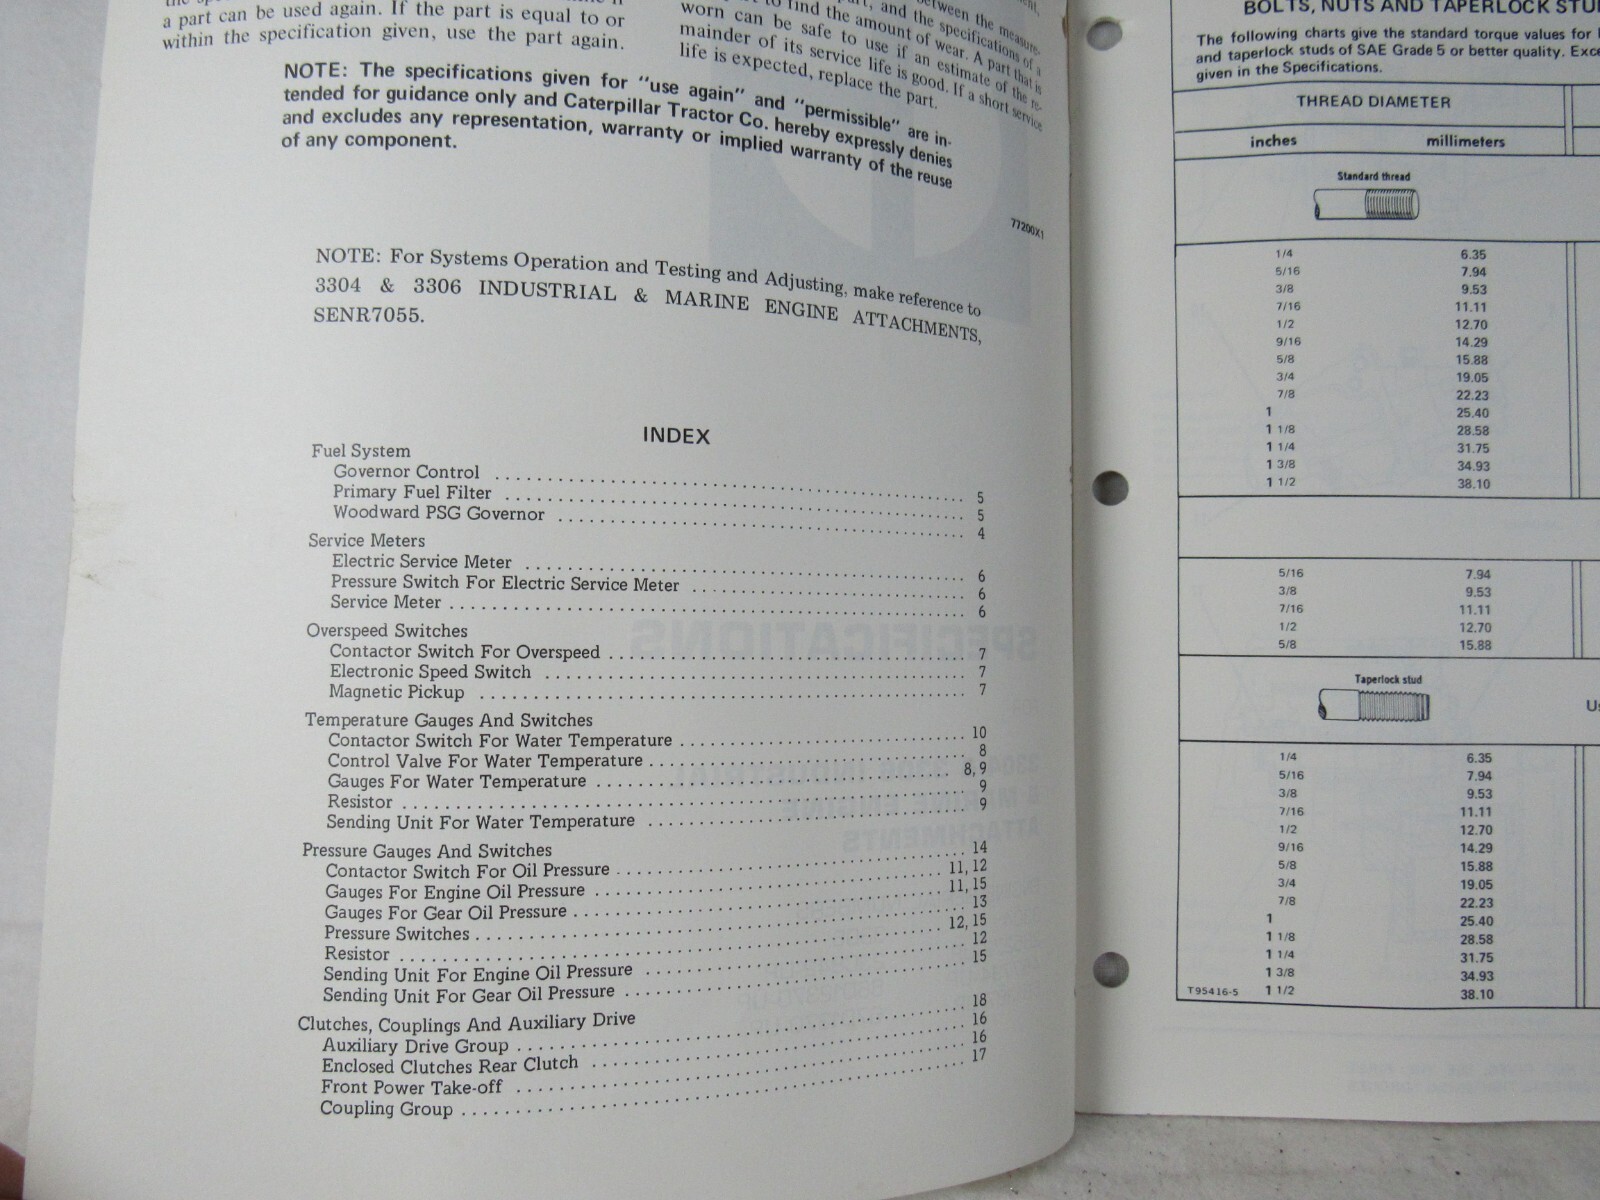 a part can be used again. If the part is equal to or
within the specification given, use the part again.
between the measure-
and the specifications of a
to find the amount of wear. A part that is
worn can be safe to use if an estimate of the re-
mainder of its service life is good. If a short service
life is expected, replace the part.
NOTE: The specifications given for "use again" and "permissible" are in-
tended for guidance only and Caterpillar Tractor Co. hereby expressly denies
and excludes any representation, warranty or implied warranty of the reuse
of any component.
77200X1
NOTE: For Systems Operation and Testing and Adjusting, make reference to
3304 & 3306 INDUSTRIAL & MARINE ENGINE ATTACHMENTS,
SENR7055.
INDEX
Fuel System
Governor Control 5
Primary Fuel Filter 5
Woodward PSG Governor 4
Service Meters
Electric Service Meter 6
Pressure Switch For Electric Service Meter 6
Service Meter 6
Overspeed Switches
Contactor Switch For Overspeed 7
Electronic Speed Switch 7
Magnetic Pickup 7
Temperature Gauges And Switches
Contactor Switch For Water Temperature 10
Control Valve For Water Temperature 8
Gauges For Water Temperature 8, 9
Resistor 9
Sending Unit For Water Temperature 9
Pressure Gauges And Switches
Contactor Switch For Oil Pressure 14
Gauges For Engine Oil Pressure 11, 12
Gauges For Gear Oil Pressure 11, 15
Pressure Switches 13
Resistor 12, 15
Sending Unit For Engine Oil Pressure 12
Sending Unit For Gear Oil Pressure 15
Clutches, Couplings And Auxiliary Drive
Auxiliary Drive Group 18
Enclosed Clutches Rear Clutch 16
Front Power Take-off 16
Coupling Group 17
BOLTS, NUTS AND TAPERLOCK
The following charts give the standard torque values for
and taperlock studs of SAE Grade 5 or better quality.
given in the Specifications.
THREAD DIAMETER
inches millimeters
Standard thread
1/4 6.35
5/16 7.94
3/8 9.53
7/16 11.11
1/2 12.70
9/16 14.29
5/8 15.88
3/4 19.05
7/8 22.23
1 25.40
1 1/8 28.58
1 1/4 31.75
1 3/8 34.93
1 1/2 38.10
5/16 7.94
3/8 9.53
7/16 11.11
1/2 12.70
5/8 15.88
Taperlock stud
1/4 6.35
5/16 7.94
3/8 9.53
7/16 11.11
1/2 12.70
9/16 14.29
5/8 15.88
3/4 19.05
7/8 22.23
1 25.40
1 1/8 28.58
1 1/4 31.75
1 3/8 34.93
T95416-5 1 1/2 38.10